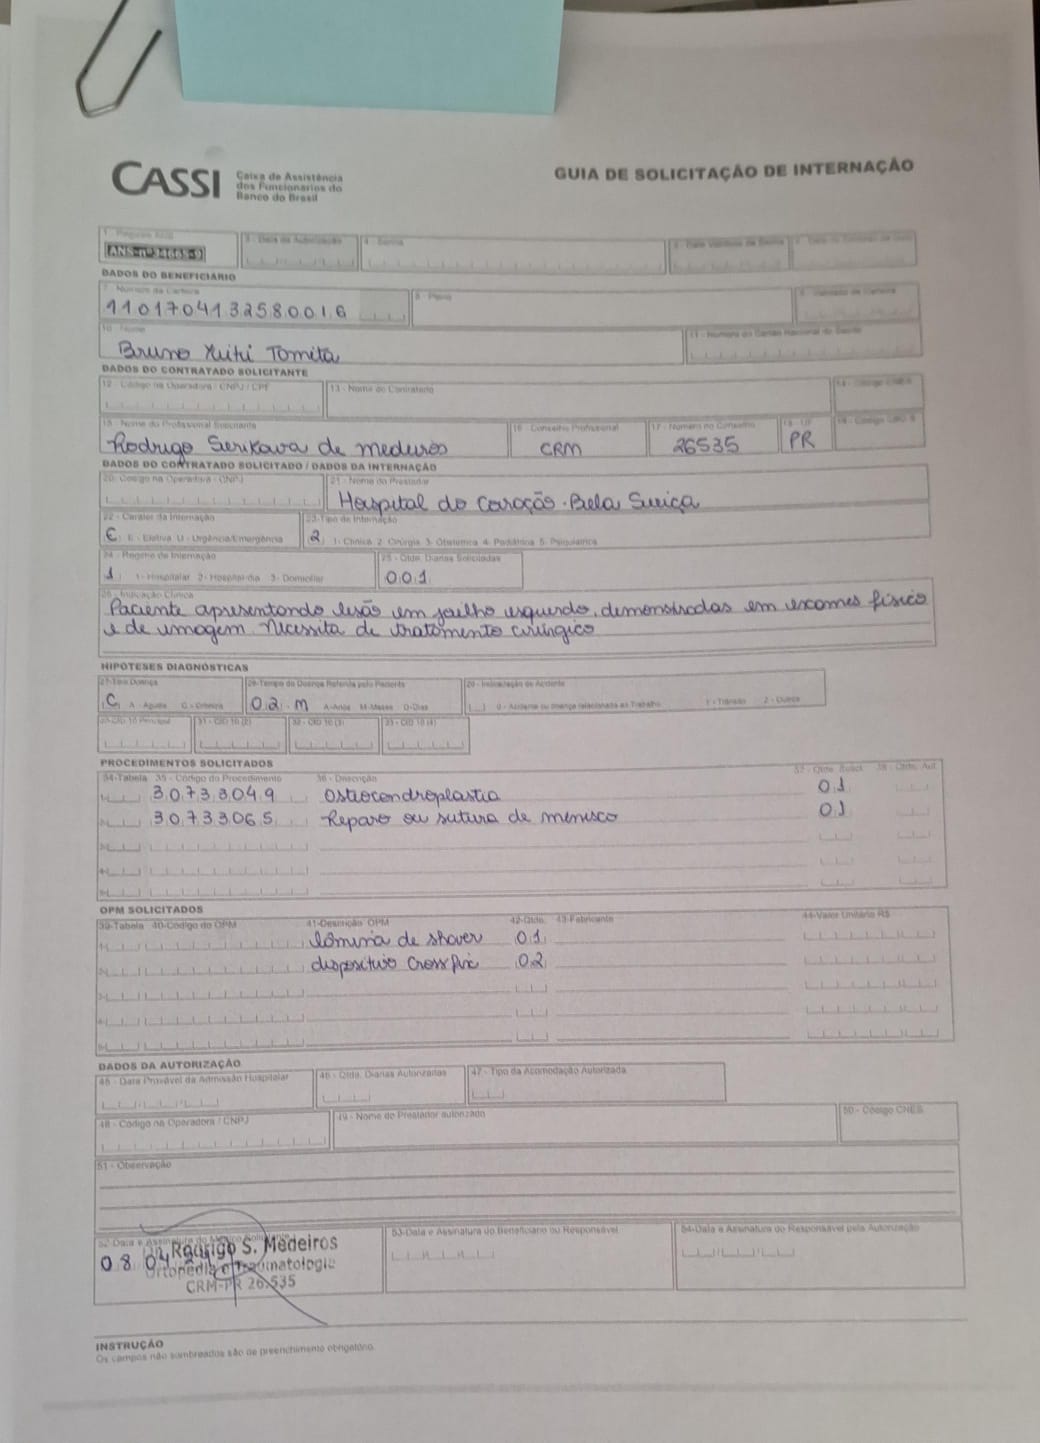 CASSI
Caixa de Assistência
dos Funcionários do
Banco do Brasil
GUIA DE SOLICITAÇÃO DE INTERNAÇÃO
1 - Registro ANS
ANS-nº 34665-9
3 - Data da Autorização
4 - Senha
DADOS DO BENEFICIÁRIO
7 - Número da Carteira
8 - Plano
9 - Validade da Carteira
1101704132580016
10 - Nome
11 - Número do Cartão Nacional de Saúde
Bruno Yuiti Tomita
DADOS DO CONTRATADO SOLICITANTE
12 - Código na Operadora / CNPJ / CPF
13 - Nome do Contratado
14 - Código CNES
15 - Nome do Profissional Solicitante
16 - Conselho Profissional
17 - Número no Conselho
18 - UF
19 - Código CBO S
Rodrigo Serikava de medeiros
CRM
26535
PR
DADOS DO CONTRATADO SOLICITADO / DADOS DA INTERNAÇÃO
20 - Código na Operadora - CNPJ
21 - Nome do Prestador
Hospital do Coração - Bela Suiça
22 - Caráter da Internação
23 - Tipo de Internação
E - Eletiva U - Urgência/Emergência
2 1- Clínica 2- Cirurgia 3- Obstétrica 4- Pediátrica 5- Psiquiátrica
24 - Regime de Internação
25 - Qtde. Diárias Solicitadas
1 1- Hospitalar 2- Hospital-dia 3- Domiciliar
001
26 - Indicação Clínica
Paciente apresentando lesão em joelho esquerdo, demonstradas em exames físico
e de imagem. Necessita de tratamento cirúrgico
HIPÓTESES DIAGNÓSTICAS
27-Tipo Doença
28-Tempo de Doença Referida pelo Paciente
29 - Indicação de Acidente
C A - Aguda C - Crônica
02 - M A-Anos M-Meses D-Dias
0 - Acidente ou doença relacionada ao Trabalho 1 - Trânsito 2 - Outros
30-CID 10 Principal
31 - CID 10 (2)
32 - CID 10 (3)
33 - CID 10 (4)
PROCEDIMENTOS SOLICITADOS
34-Tabela 35 - Código do Procedimento 36 - Descrição 37 - Qtde. Solict. 38 - Qtde. Aut.
1- 30733049 Osteocondroplastia 01
2- 30733065 Reparo ou sutura de menisco 01
3-
4-
5-
OPM SOLICITADOS
39-Tabela 40-Código do OPM 41-Descrição OPM 42-Qtde. 43-Fabricante 44-Valor Unitário R$
1- lâmina de shaver 01
2- dispositivo Crossfix 02
3-
4-
5-
DADOS DA AUTORIZAÇÃO
45 - Data Provável da Admissão Hospitalar
46 - Qtde. Diárias Autorizadas
47 - Tipo da Acomodação Autorizada
48 - Código na Operadora / CNPJ
49 - Nome do Prestador autorizado
50 - Código CNES
51 - Observação
52-Data e Assinatura do Médico Solicitante
53-Data e Assinatura do Beneficiário ou Responsável
54-Data e Assinatura do Responsável pela Autorização
08 04
Dr. Rodrigo S. Medeiros
Ortopedia e Traumatologia
CRM-PR 26.535
INSTRUÇÃO
Os campos não sombreados são de preenchimento obrigatório.